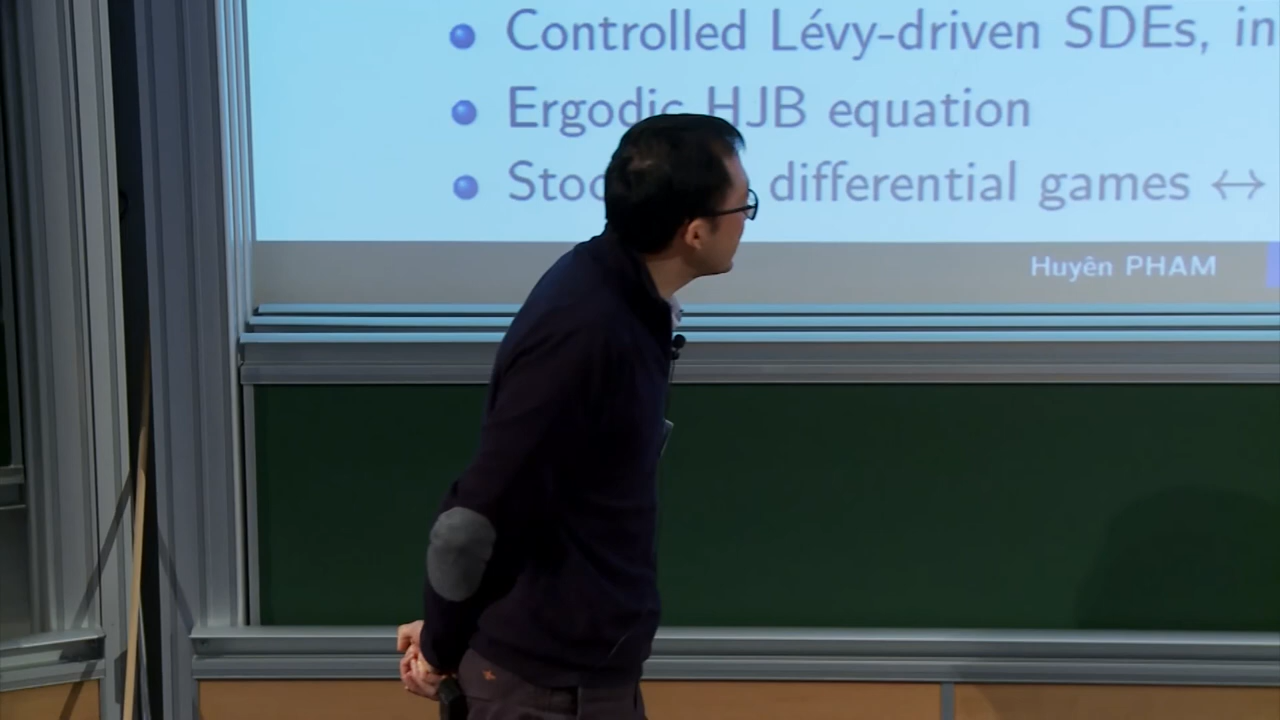 Controlled Lévy-driven SDEs, in
Ergodic HJB equation
differential games ↔
Huyên PHAM